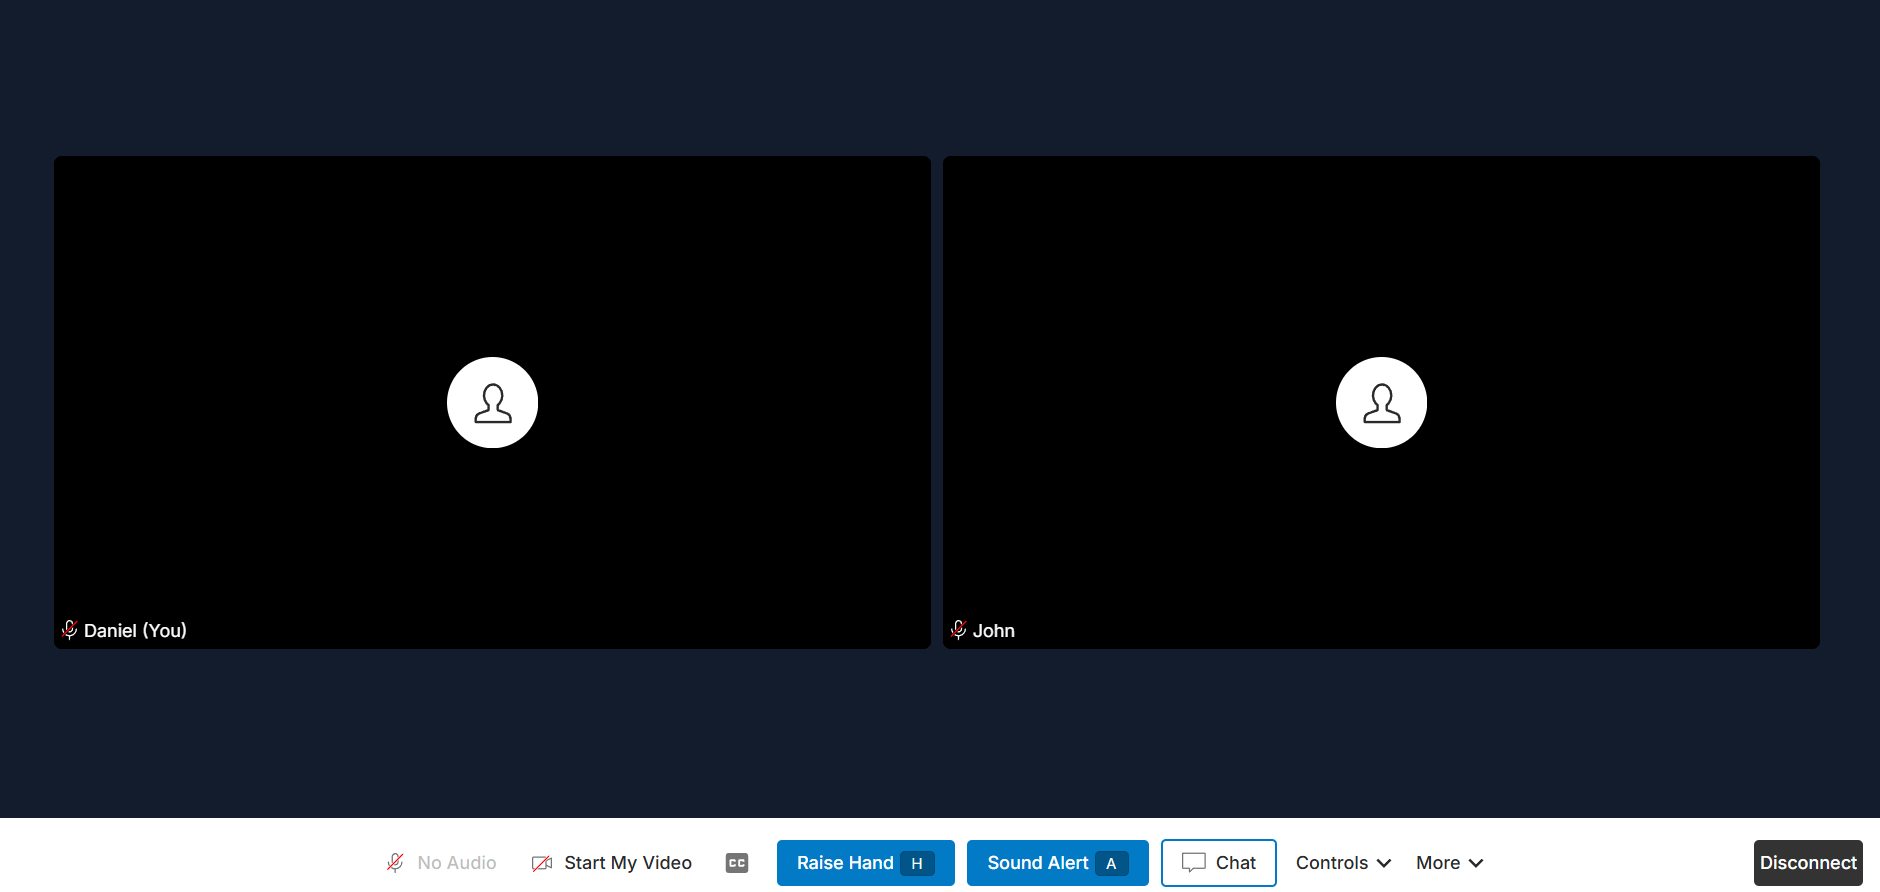 Daniel (You)
John
No Audio
Start My Video
CC
Raise Hand H
Sound Alert A
Chat
Controls
More
Disconnect